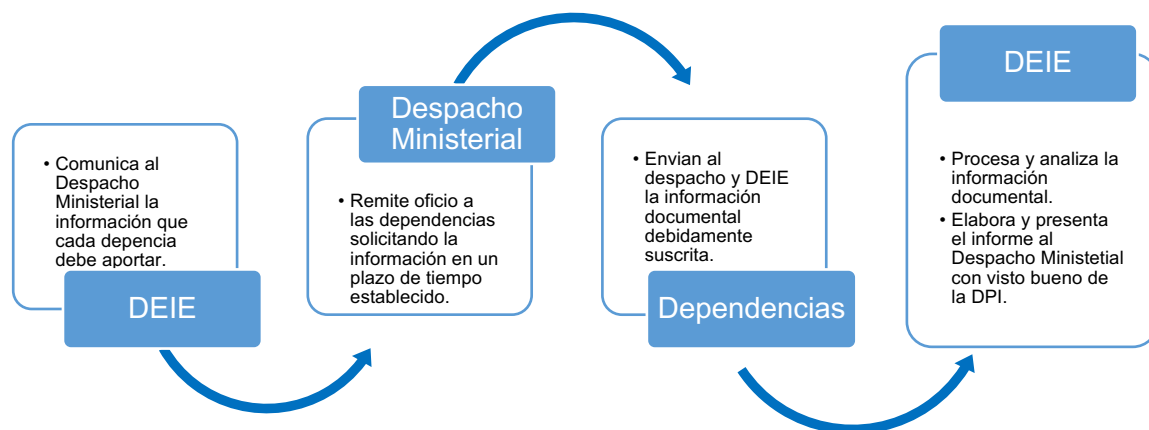 • Comunica al
Despacho
Ministerial la
información que
cada depencia
debe aportar.
DEIE
Despacho
Ministerial
• Remite oficio a
las dependencias
solicitando la
información en un
plazo de tiempo
establecido.
• Envian al
despacho y DEIE
la información
documental
debidamente
suscrita.
Dependencias
DEIE
• Procesa y analiza la
información
documental.
• Elabora y presenta
el informe al
Despacho Ministetial
con visto bueno de
la DPI.